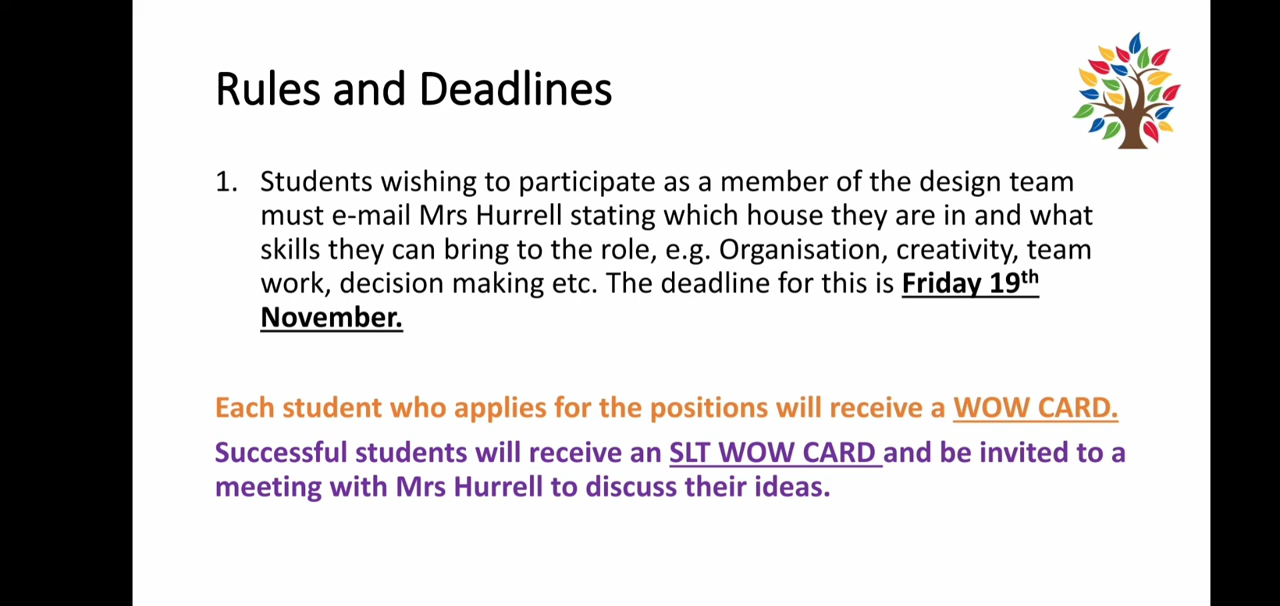 Rules and Deadlines
1. Students wishing to participate as a member of the design team
must e-mail Mrs Hurrell stating which house they are in and what
skills they can bring to the role, e.g. Organisation, creativity, team
work, decision making etc. The deadline for this is Friday 19th
November.
Each student who applies for the positions will receive a WOW CARD.
Successful students will receive an SLT WOW CARD and be invited to a
meeting with Mrs Hurrell to discuss their ideas.